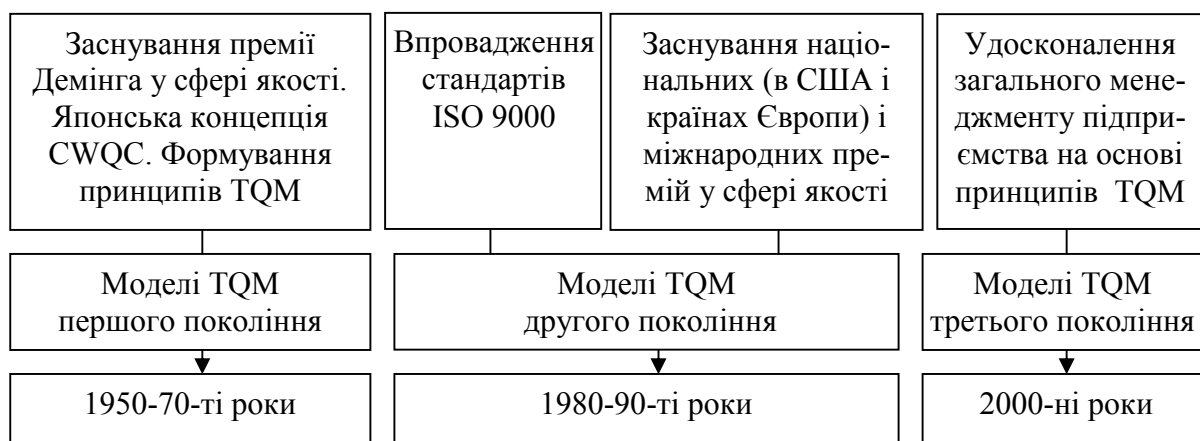 Заснування премії
Демінга у сфері якості.
Японська концепція
CWQC. Формування
принципів TQM
Впровадження
стандартів
ISO 9000
Заснування націо-
нальних (в США і
країнах Європи) і
міжнародних пре-
мій у сфері якості
Удосконалення
загального мене-
джменту підпри-
ємства на основі
принципів TQM
Моделі TQM
першого покоління
Моделі TQM
другого покоління
Моделі TQM
третього покоління
1950-70-ті роки
1980-90-ті роки
2000-ні роки